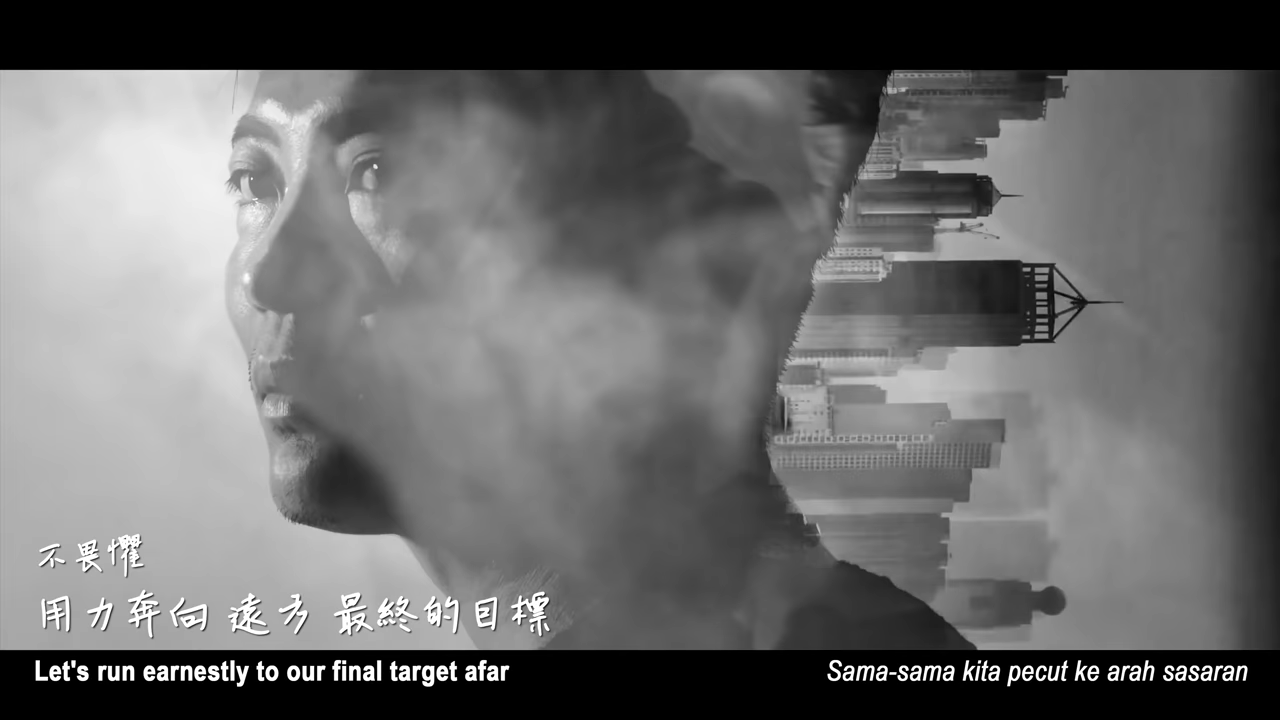 不畏懼
用力奔向 遠方 最終的目標
Let's run earnestly to our final target afar
Sama-sama kita pecut ke arah sasaran